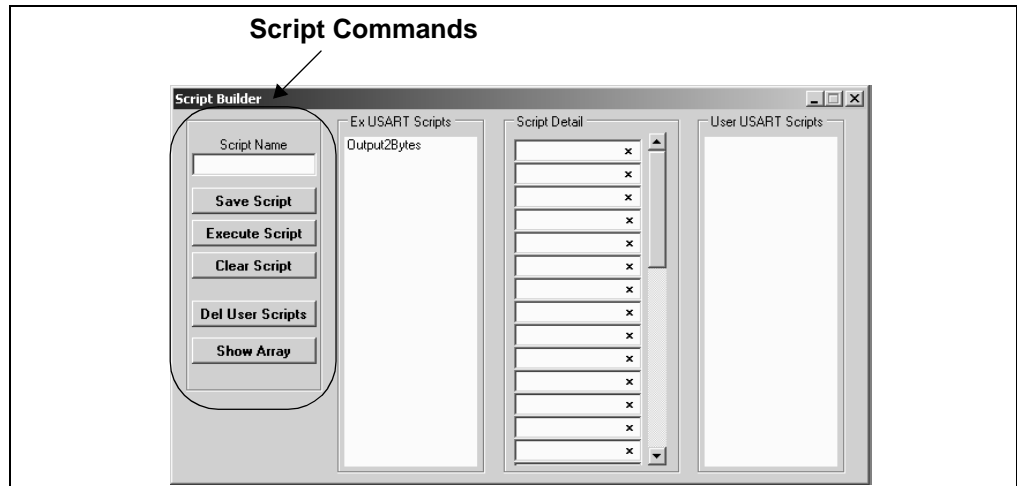 Script Commands
Script Builder
Script Name
Save Script
Execute Script
Clear Script
Del User Scripts
Show Array
Ex USART Scripts
Output2Bytes
Script Detail
x
x
x
x
x
x
x
x
x
x
x
x
x
x
User USART Scripts